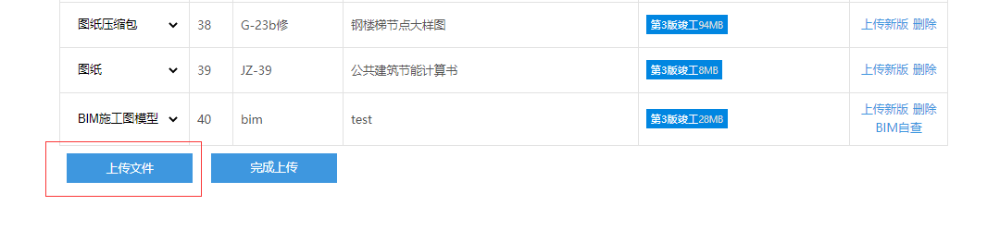 图纸压缩包 38 G-23b修 钢楼梯节点大样图 第3版竣工94MB 上传新版 删除
图纸 39 JZ-39 公共建筑节能计算书 第3版竣工8MB 上传新版 删除
BIM施工图模型 40 bim test 第3版竣工28MB 上传新版 删除
BIM自查
上传文件 完成上传